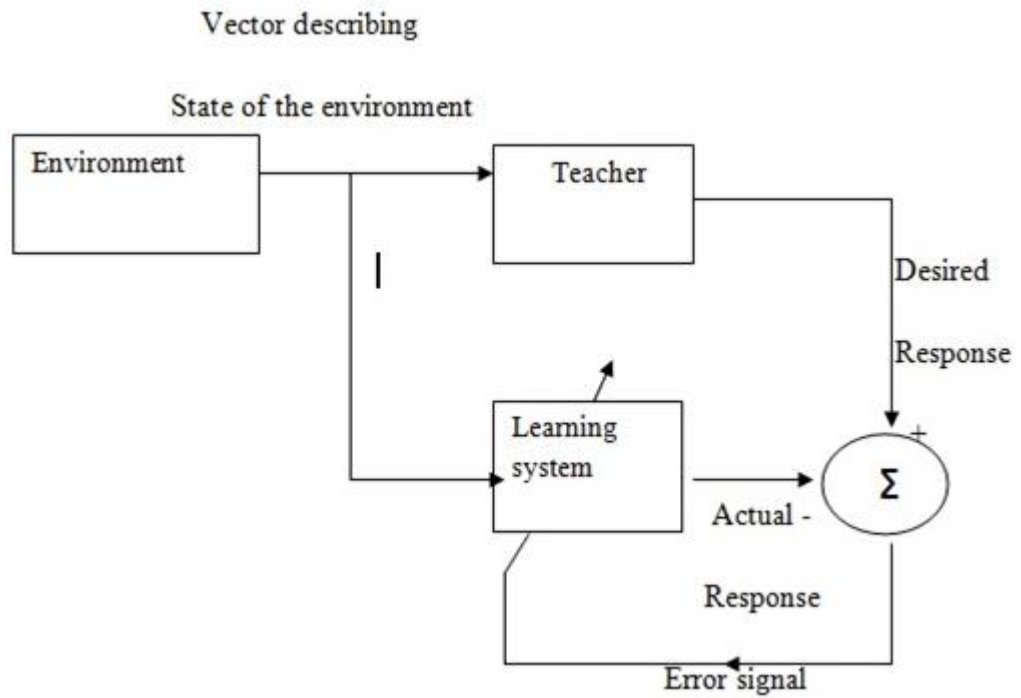 Vector describing
State of the environment
Environment
Teacher
Desired
Response
+
Learning
system
Σ
Actual -
Response
Error signal